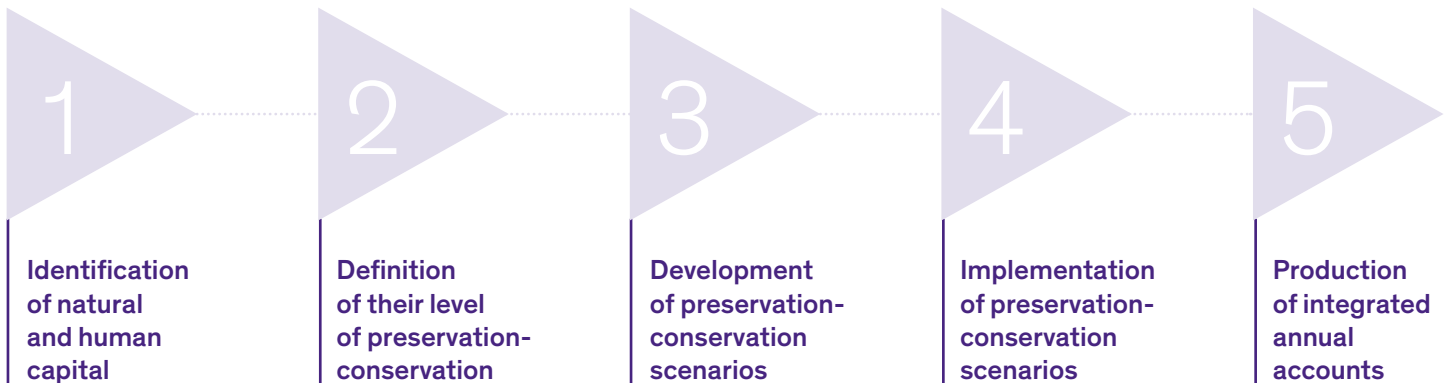 1
2
3
4
5
Identification
of natural
and human
capital
Definition
of their level
of preservation-
conservation
Development
of preservation-
conservation
scenarios
Implementation
of preservation-
conservation
scenarios
Production
of integrated
annual
accounts